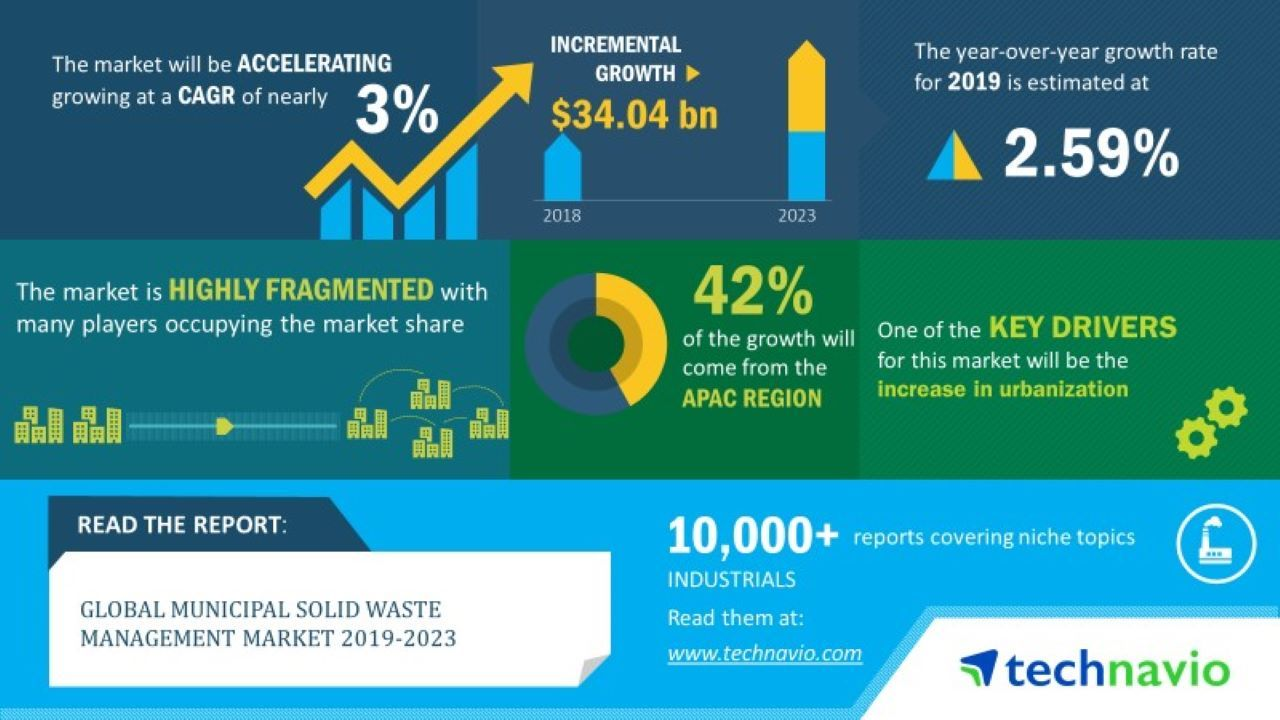 The market will be ACCELERATING
growing at a CAGR of nearly
3%
INCREMENTAL
GROWTH
$34.04 bn
2018
2023
The year-over-year growth rate
for 2019 is estimated at
2.59%
The market is HIGHLY FRAGMENTED with
many players occupying the market share
42%
of the growth will
come from the
APAC REGION
One of the KEY DRIVERS
for this market will be the
increase in urbanization
READ THE REPORT:
GLOBAL MUNICIPAL SOLID WASTE
MANAGEMENT MARKET 2019-2023
10,000+ reports covering niche topics
INDUSTRIALS
Read them at:
www.technavio.com
technavio